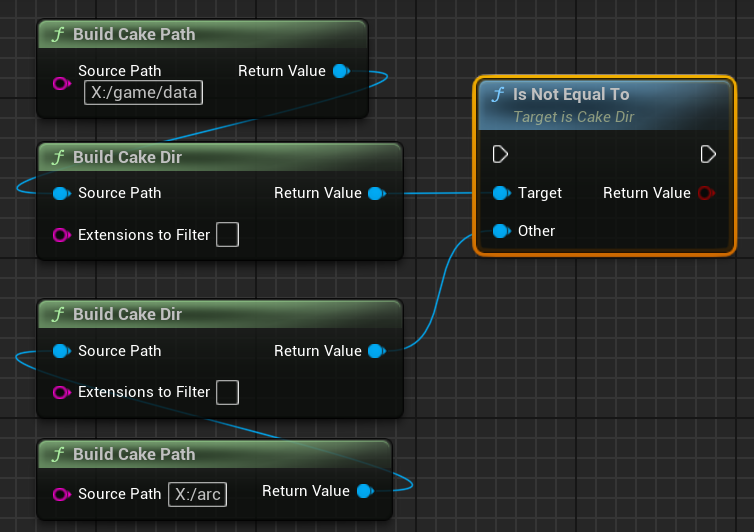 f Build Cake Path
Source Path Return Value
X:/game/data
f Build Cake Dir
Source Path Return Value
Extensions to Filter
f Is Not Equal To
Target is Cake Dir
Target Return Value
Other
f Build Cake Dir
Source Path Return Value
Extensions to Filter
f Build Cake Path
Source Path X:/arc Return Value